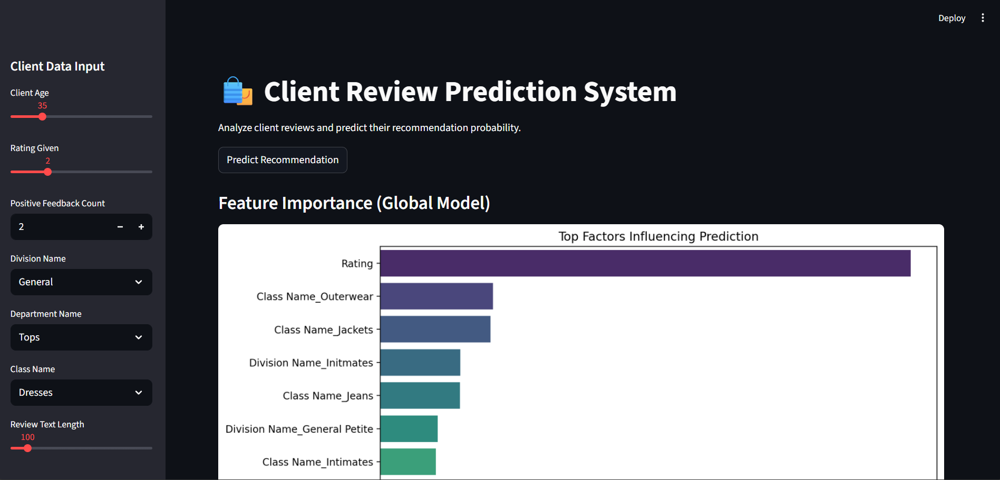 Deploy
Client Data Input
Client Age
35
Rating Given
2
Positive Feedback Count
2
Division Name
General
Department Name
Tops
Class Name
Dresses
Review Text Length
100
Client Review Prediction System
Analyze client reviews and predict their recommendation probability.
Predict Recommendation
Feature Importance (Global Model)
Top Factors Influencing Prediction
Rating
Class Name_Outerwear
Class Name_Jackets
Division Name_Initmates
Class Name_Jeans
Division Name_General Petite
Class Name_Intimates